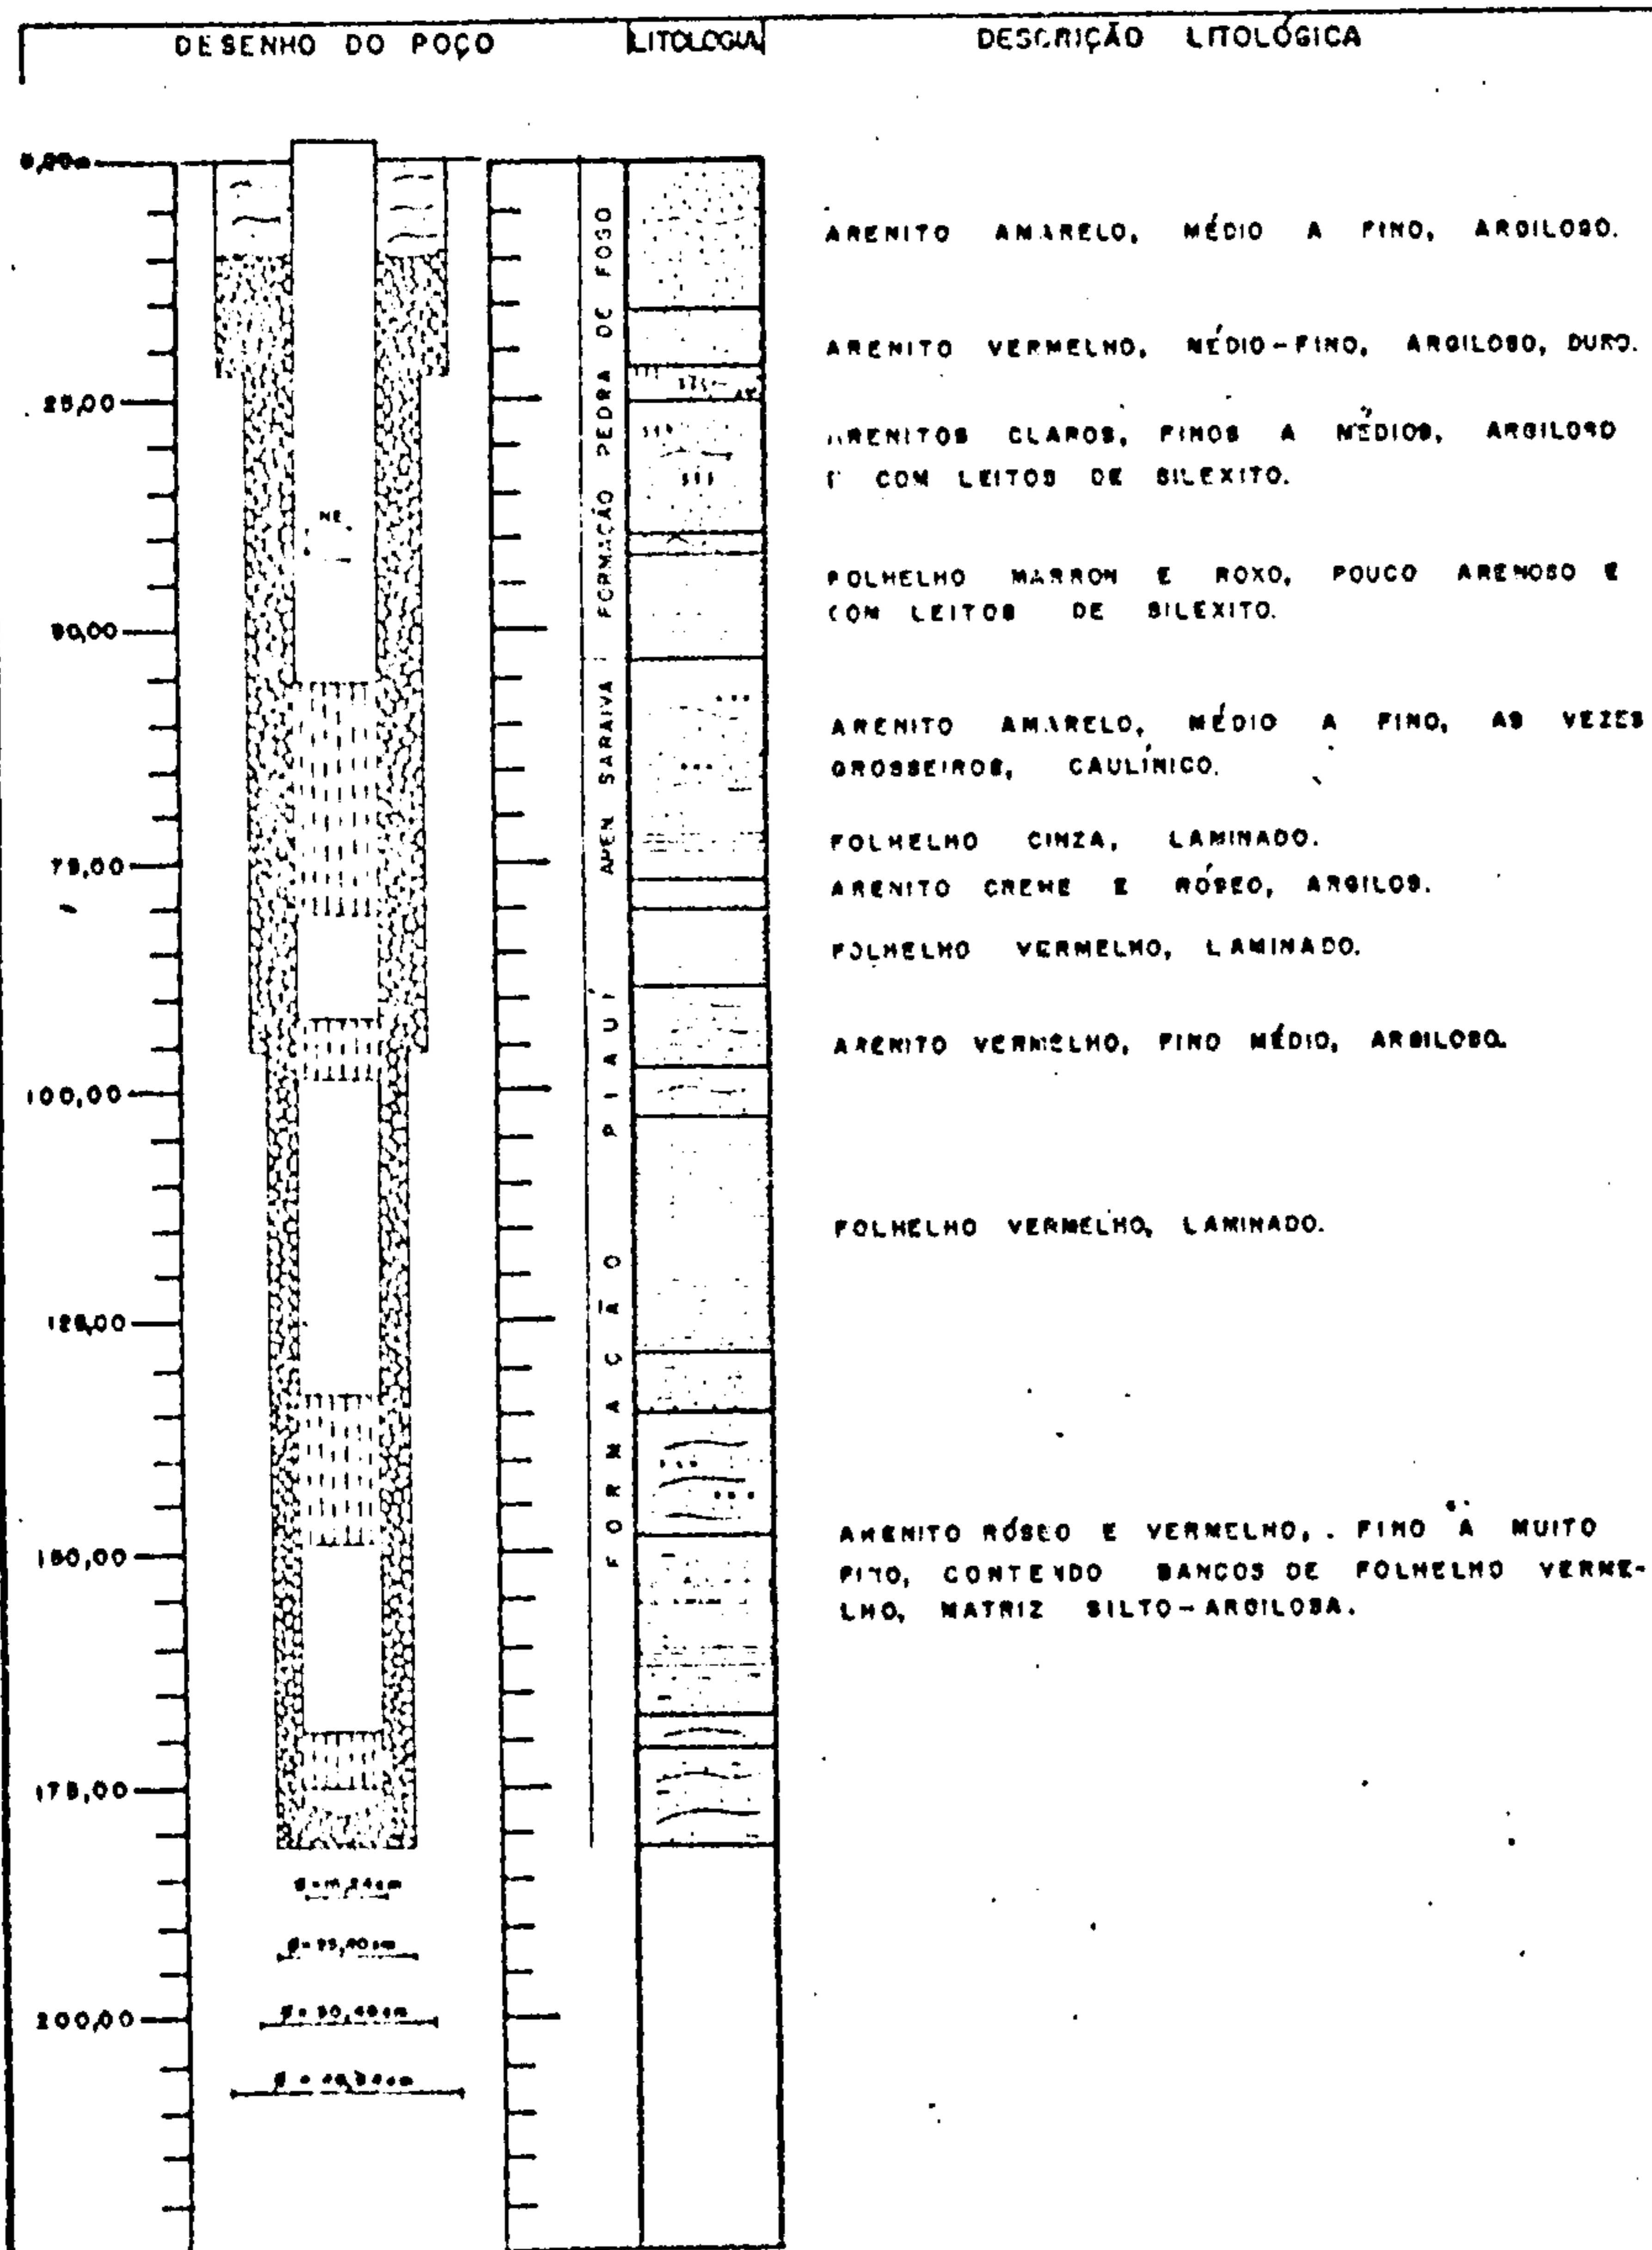 DESENHO DO POÇO
LITOLOGIA
DESCRIÇÃO LITOLÓGICA
0,00m
25,00
50,00
75,00
100,00
125,00
150,00
175,00
200,00
NE
FORMAÇÃO PEDRA DE FOGO
SARAIVA
FORMAÇÃO PIAUÍ
ARENITO AMARELO, MÉDIO A FINO, ARGILOSO.
ARENITO VERMELHO, MÉDIO-FINO, ARGILOSO, DURO.
ARENITOS CLAROS, FINOS A MÉDIOS, ARGILOSO
COM LEITOS DE SILEXITO.
FOLHELHO MARRON E ROXO, POUCO ARENOSO E
COM LEITOS DE SILEXITO.
ARENITO AMARELO, MÉDIO A FINO, AS VEZES
GROSSEIROS, CAULÍNICO.
FOLHELHO CINZA, LAMINADO.
ARENITO CREME E RÓSEO, ARGILOS.
FOLHELHO VERMELHO, LAMINADO.
ARENITO VERMELHO, FINO MÉDIO, ARGILOSO.
FOLHELHO VERMELHO, LAMINADO.
ARENITO RÓSEO E VERMELHO, FINO A MUITO
FINO, CONTENDO BANCOS DE FOLHELHO VERME-
LHO, MATRIZ SILTO-ARGILOSA.